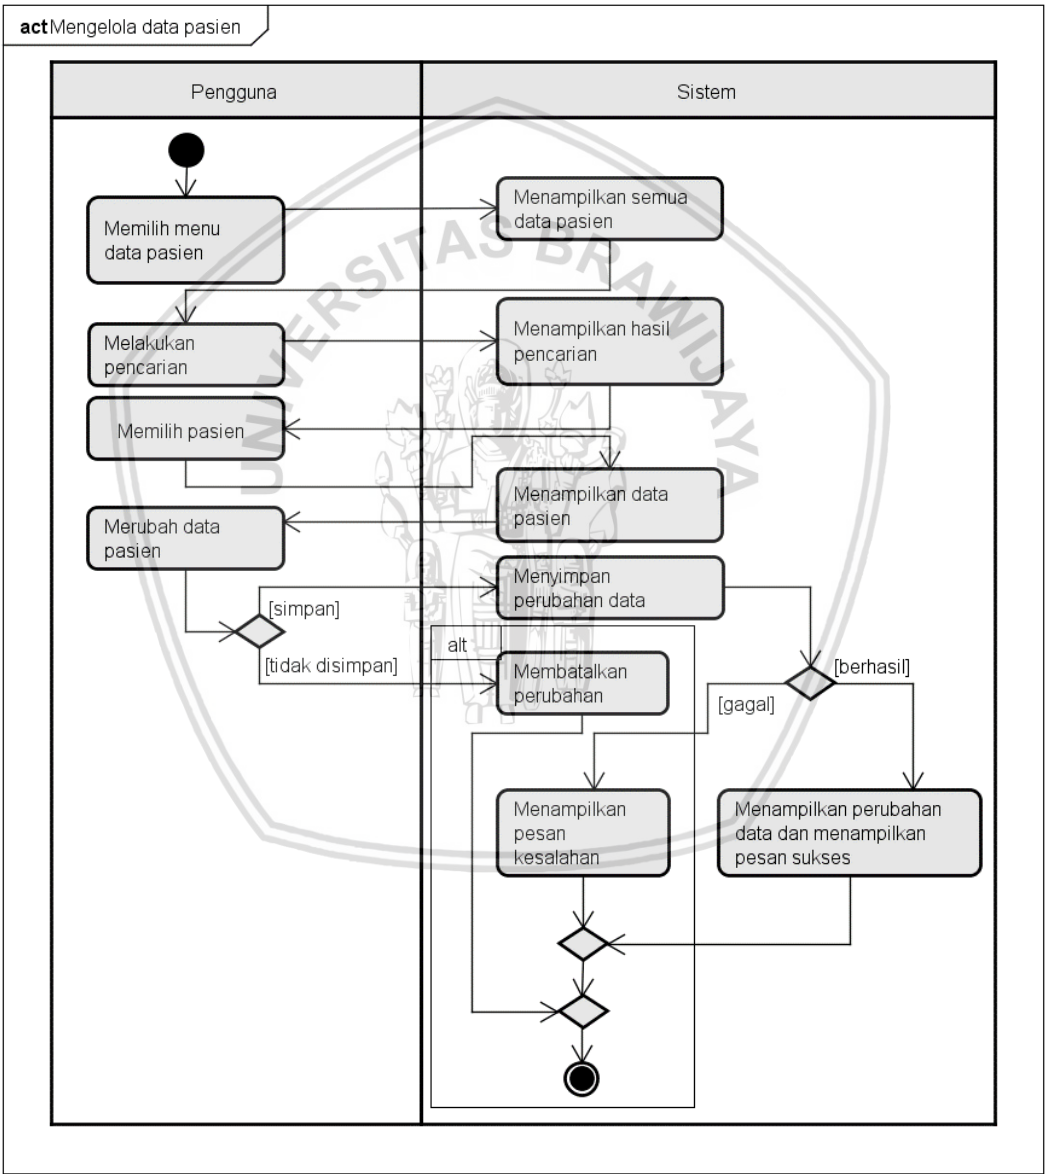 act Mengelola data pasien
Pengguna
Sistem
Memilih menu
data pasien
Menampilkan semua
data pasien
Melakukan
pencarian
Menampilkan hasil
pencarian
Memilih pasien
Menampilkan data
pasien
Merubah data
pasien
Menyimpan
perubahan data
[simpan]
[tidak disimpan]
alt
Membatalkan
perubahan
[berhasil]
[gagal]
Menampilkan
pesan
kesalahan
Menampilkan perubahan
data dan menampilkan
pesan sukses
UNIVERSITAS BRAWIJAYA